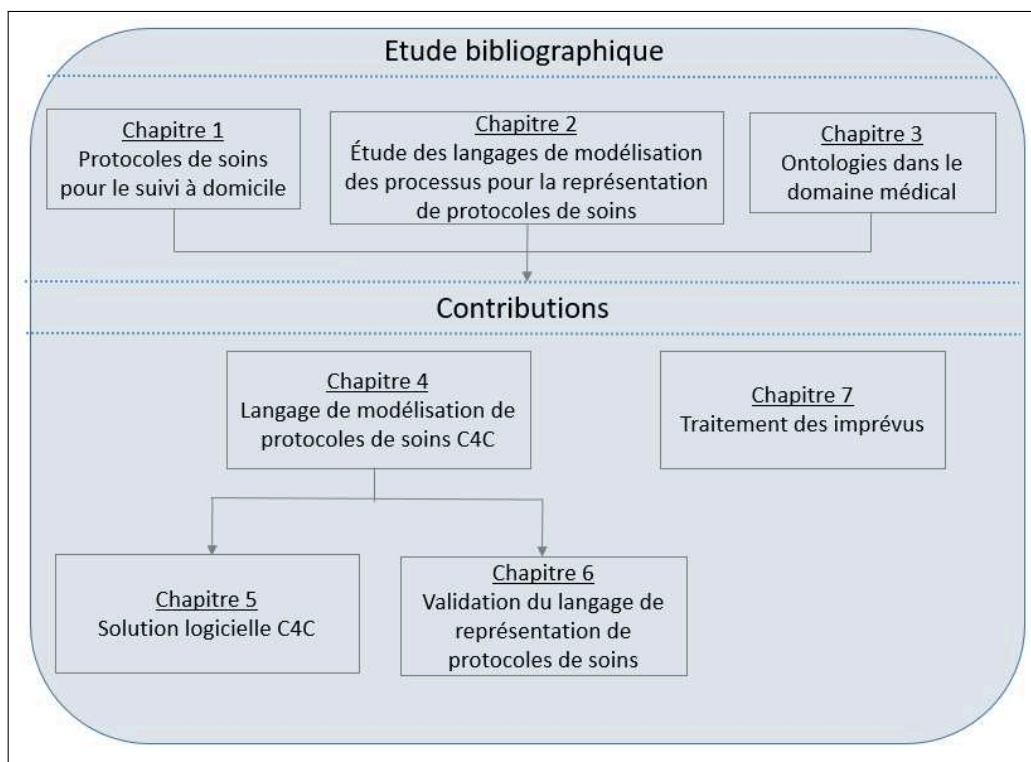 Etude bibliographique
Chapitre 1
Protocoles de soins
pour le suivi à domicile
Chapitre 2
Étude des langages de modélisation
des processus pour la représentation
de protocoles de soins
Chapitre 3
Ontologies dans le
domaine médical
Contributions
Chapitre 4
Langage de modélisation de
protocoles de soins C4C
Chapitre 7
Traitement des imprévus
Chapitre 5
Solution logicielle C4C
Chapitre 6
Validation du langage de
représentation de
protocoles de soins